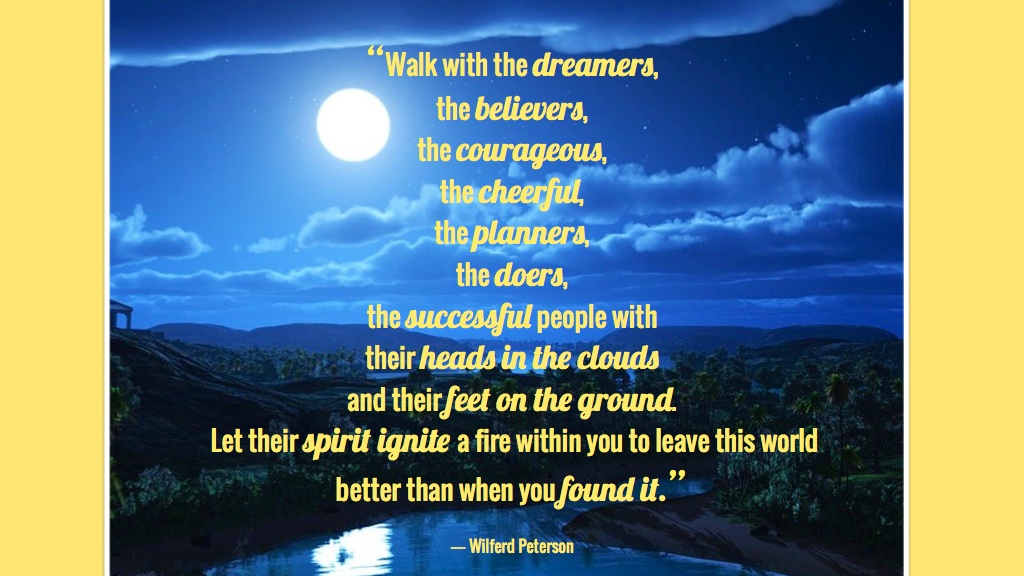 “Walk with the dreamers,
the believers,
the courageous,
the cheerful,
the planners,
the doers,
the successful people with
their heads in the clouds
and their feet on the ground.
Let their spirit ignite a fire within you to leave this world
better than when you found it.”
— Wilferd Peterson